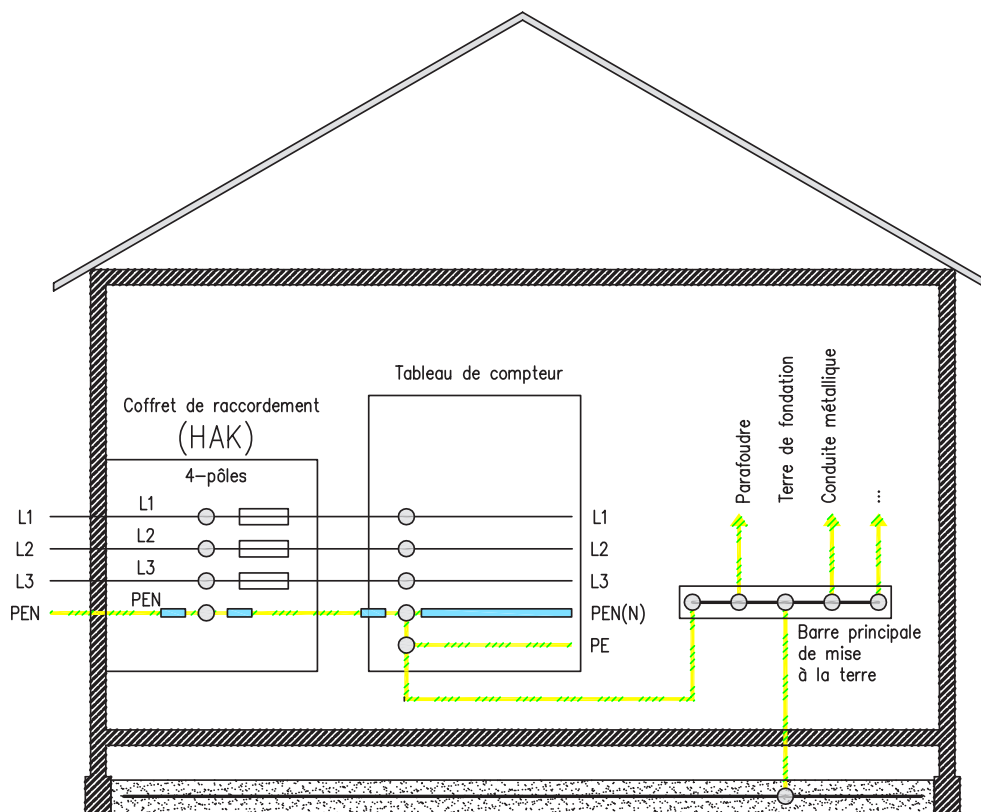 Tableau de compteur
Coffret de raccordement
(HAK)
4-pôles
L1
L1
L1
L2
L2
L2
L3
L3
L3
PEN
PEN
PEN(N)
PE
Parafoudre
Terre de fondation
Conduite métallique
...
Barre principale
de mise
à la terre